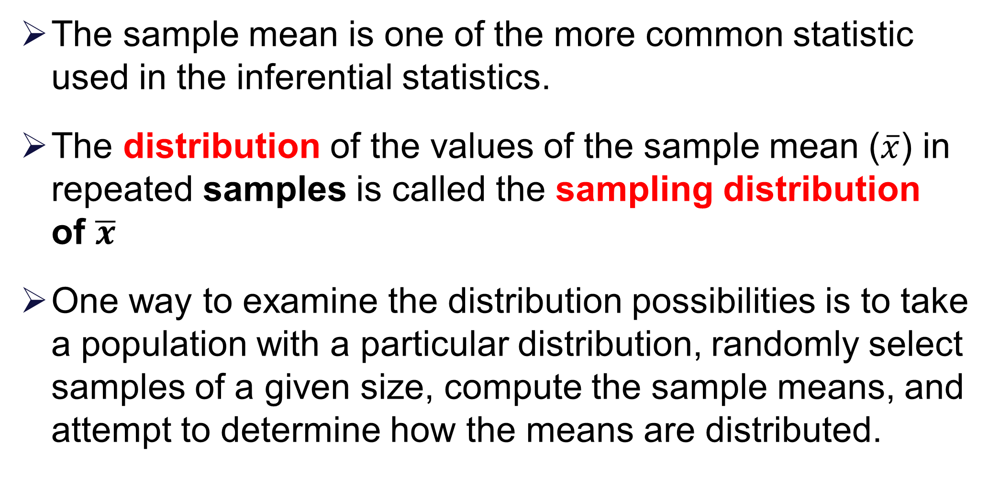 ➢ The sample mean is one of the more common statistic
used in the inferential statistics.
➢ The distribution of the values of the sample mean (x̄) in
repeated samples is called the sampling distribution
of x̄
➢ One way to examine the distribution possibilities is to take
a population with a particular distribution, randomly select
samples of a given size, compute the sample means, and
attempt to determine how the means are distributed.